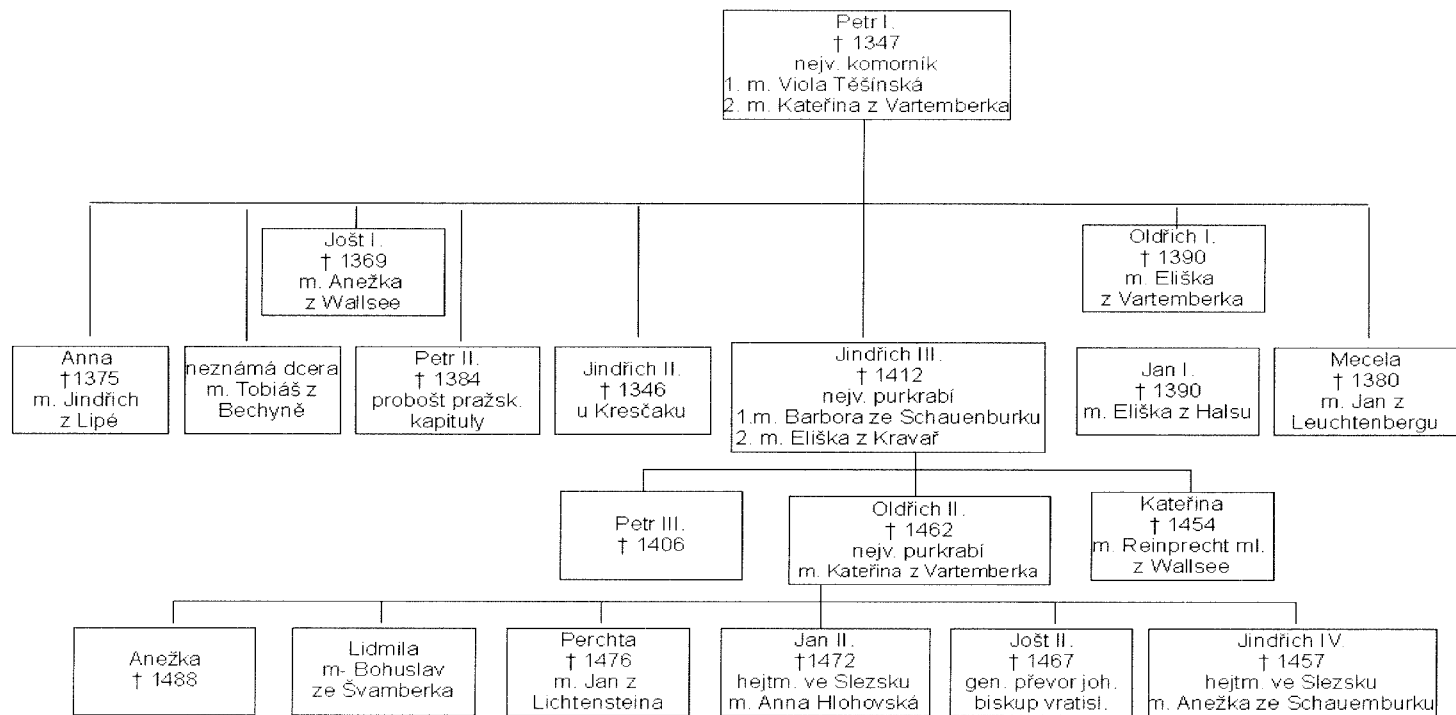 Petr I.
† 1347
nejv. komorník
1. m. Viola Těšínská
2. m. Kateřina z Vartemberka
Jošt I.
† 1369
m. Anežka
z Wallsee
Oldřich I.
† 1390
m. Eliška
z Vartemberka
Anna
†1375
m. Jindřich
z Lipé
neznámá dcera
m. Tobiáš z
Bechyně
Petr II.
† 1384
probošt pražsk.
kapituly
Jindřich II.
† 1346
u Kresčaku
Jindřich III.
† 1412
nejv. purkrabí
1.m. Barbora ze Schauenburku
2. m. Eliška z Kravař
Jan I.
† 1390
m. Eliška z Halsu
Mecela
† 1380
m. Jan z
Leuchtenbergu
Petr III.
† 1406
Oldřich II.
† 1462
nejv. purkrabí
m. Kateřina z Vartemberka
Kateřina
† 1454
m. Reinprecht ml.
z Wallsee
Anežka
† 1488
Lidmila
m- Bohuslav
ze Švamberka
Perchta
† 1476
m. Jan z
Lichtensteina
Jan II.
†1472
hejtm. ve Slezsku
m. Anna Hlohovská
Jošt II.
† 1467
gen. převor joh.
biskup vratisl.
Jindřich IV.
† 1457
hejtm. ve Slezsku
m. Anežka ze Schaumburku